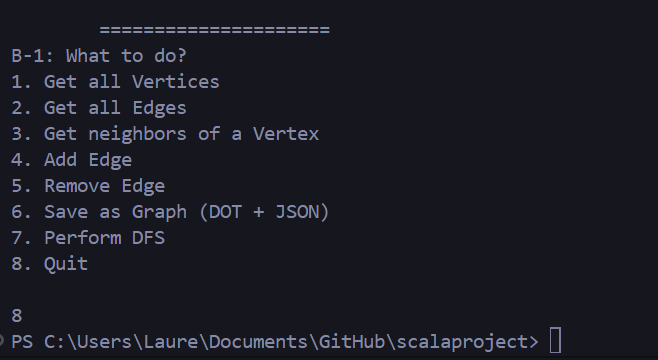 =====================
B-1: What to do?
1. Get all Vertices
2. Get all Edges
3. Get neighbors of a Vertex
4. Add Edge
5. Remove Edge
6. Save as Graph (DOT + JSON)
7. Perform DFS
8. Quit
8
PS C:\Users\Laure\Documents\GitHub\scalaproject>